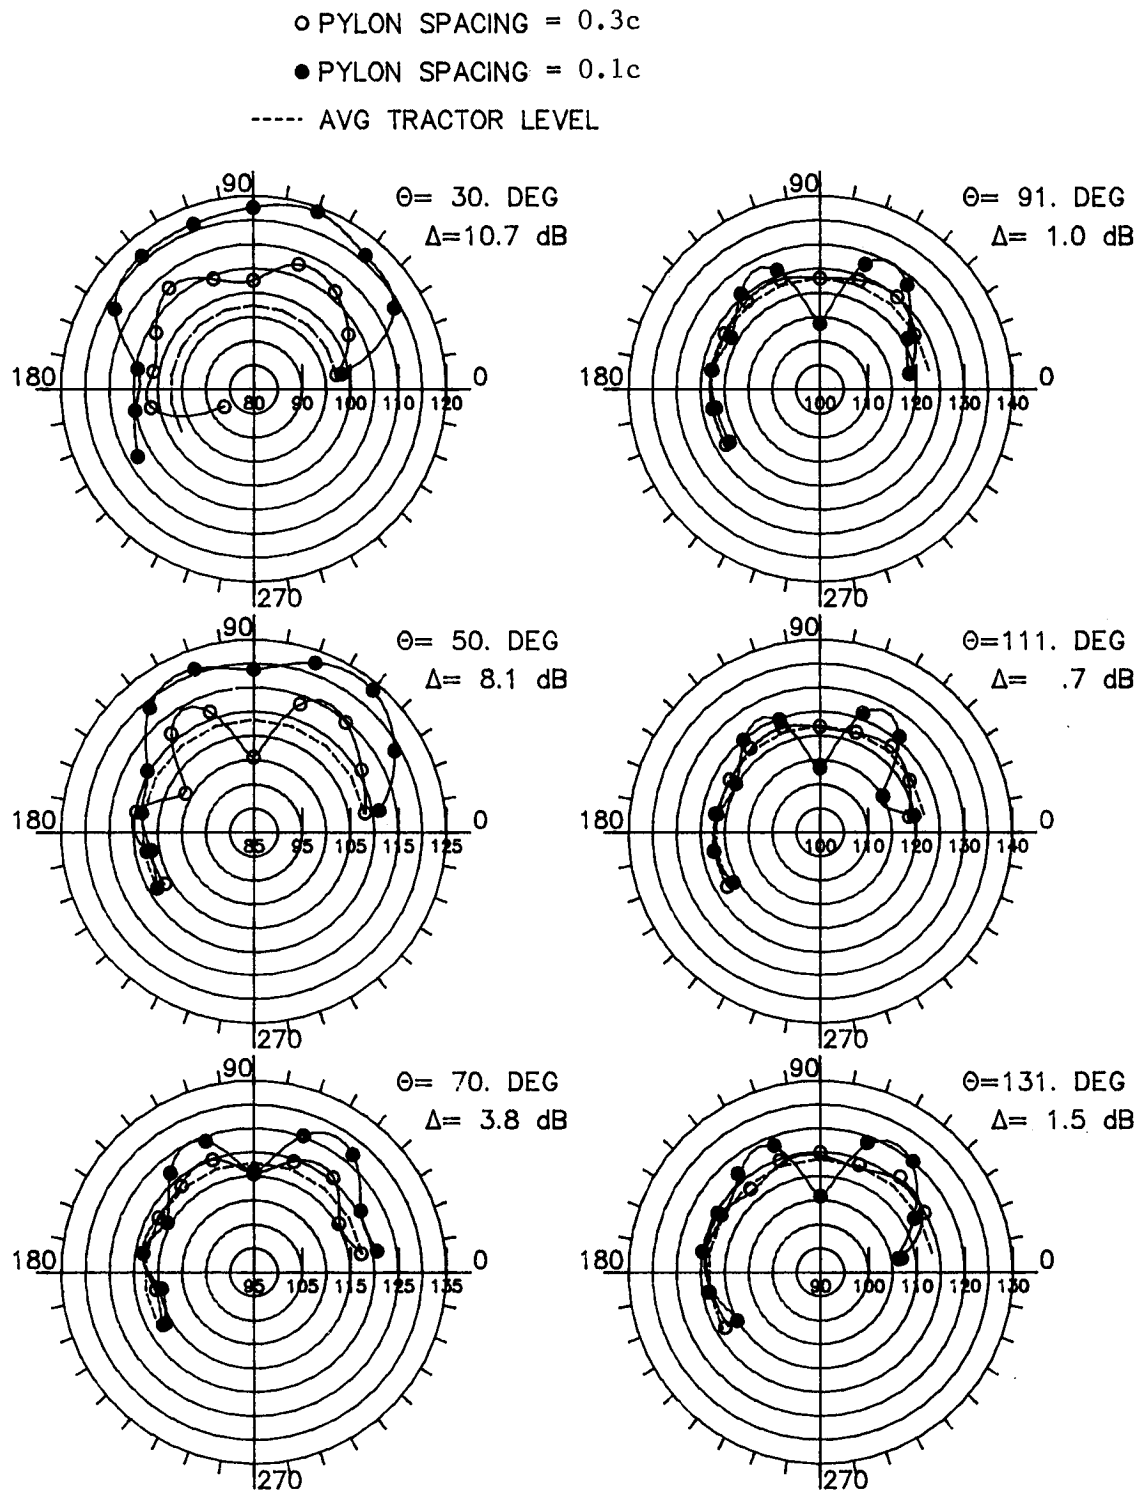 ○ PYLON SPACING = 0.3c
● PYLON SPACING = 0.1c
----- AVG TRACTOR LEVEL
90
Θ= 30. DEG
Δ=10.7 dB
180
0
80 90 100 110 120
270
90
Θ= 91. DEG
Δ= 1.0 dB
180
0
100 110 120 130 140
270
90
Θ= 50. DEG
Δ= 8.1 dB
180
0
85 95 105 115 125
270
90
Θ=111. DEG
Δ= .7 dB
180
0
100 110 120 130 140
270
90
Θ= 70. DEG
Δ= 3.8 dB
180
0
85 105 115 125
270
90
Θ=131. DEG
Δ= 1.5 dB
180
0
90 100 110 120 130
270